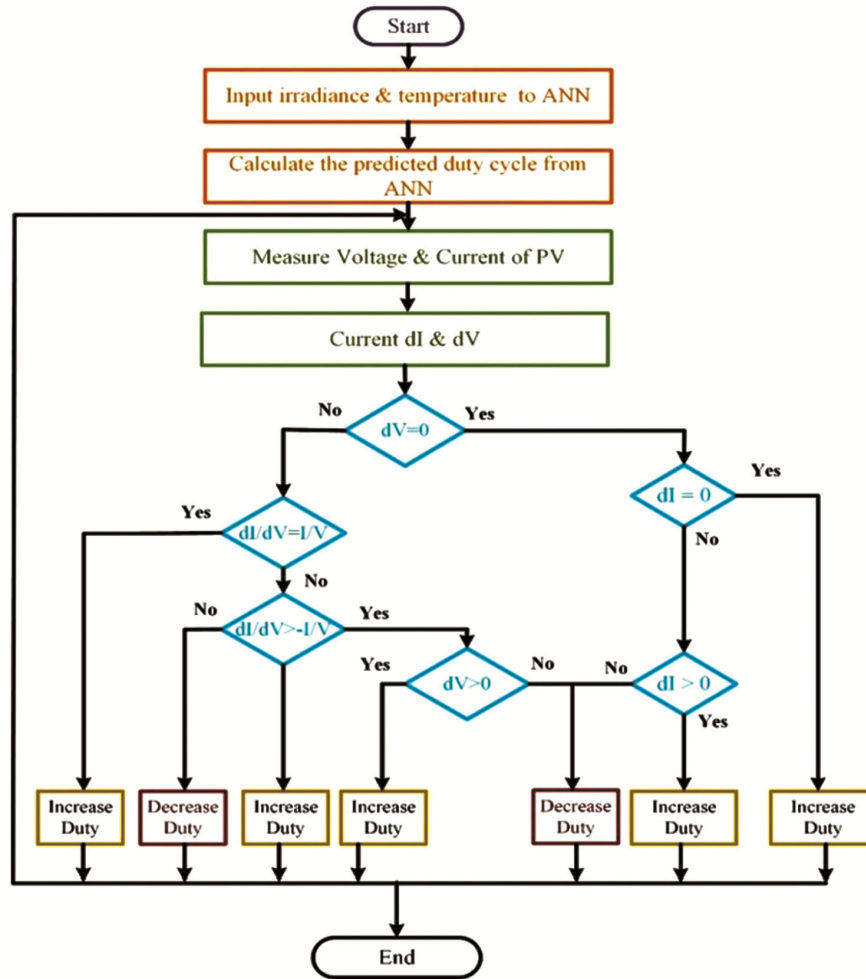 Start
Input irradiance & temperature to ANN
Calculate the predicted duty cycle from
ANN
Measure Voltage & Current of PV
Current dI & dV
No
Yes
dV=0
Yes
dI = 0
Yes
dI/dV=I/V
No
No
No
dI/dV>-I/V
Yes
Yes
dV>0
No
No
dI > 0
Yes
Increase
Duty
Decrease
Duty
Increase
Duty
Increase
Duty
Decrease
Duty
Increase
Duty
Increase
Duty
End